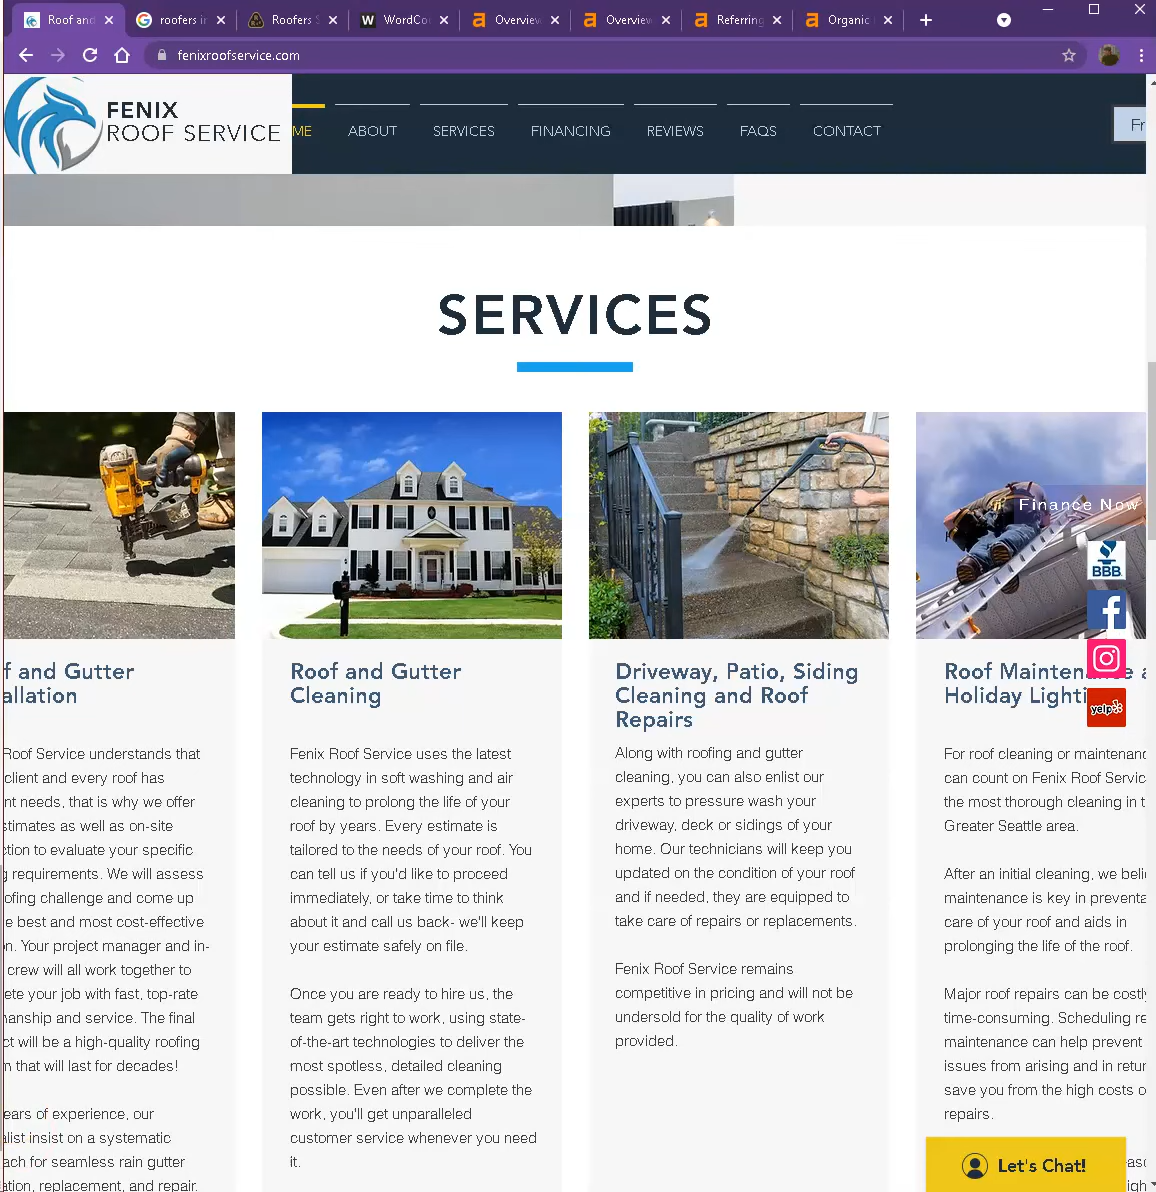 Roof and
roofers in
Roofers S
WordCo
Overview
Overview
Referring
Organic
fenixroofservice.com
FENIX
ROOF SERVICE
ME
ABOUT
SERVICES
FINANCING
REVIEWS
FAQS
CONTACT
Fr
SERVICES
Finance Now
BBB
yelp
f and Gutter
allation
Roof Service understands that
client and every roof has
nt needs, that is why we offer
stimates as well as on-site
ction to evaluate your specific
g requirements. We will assess
ofing challenge and come up
e best and most cost-effective
n. Your project manager and in-
crew will all work together to
ete your job with fast, top-rate
manship and service. The final
ct will be a high-quality roofing
m that will last for decades!
ears of experience, our
alist insist on a systematic
ach for seamless rain gutter
ation, replacement, and repair.
Roof and Gutter
Cleaning
Fenix Roof Service uses the latest
technology in soft washing and air
cleaning to prolong the life of your
roof by years. Every estimate is
tailored to the needs of your roof. You
can tell us if you'd like to proceed
immediately, or take time to think
about it and call us back- we'll keep
your estimate safely on file.
Once you are ready to hire us, the
team gets right to work, using state-
of-the-art technologies to deliver the
most spotless, detailed cleaning
possible. Even after we complete the
work, you'll get unparalleled
customer service whenever you need
it.
Driveway, Patio, Siding
Cleaning and Roof
Repairs
Along with roofing and gutter
cleaning, you can also enlist our
experts to pressure wash your
driveway, deck or sidings of your
home. Our technicians will keep you
updated on the condition of your roof
and if needed, they are equipped to
take care of repairs or replacements.
Fenix Roof Service remains
competitive in pricing and will not be
undersold for the quality of work
provided.
Roof Maintenance a
Holiday Lighti
For roof cleaning or maintenanc
can count on Fenix Roof Servic
the most thorough cleaning in t
Greater Seattle area.
After an initial cleaning, we beli
maintenance is key in preventa
care of your roof and aids in
prolonging the life of the roof.
Major roof repairs can be costly
time-consuming. Scheduling re
maintenance can help prevent
issues from arising and in retur
save you from the high costs o
repairs.
Let's Chat!